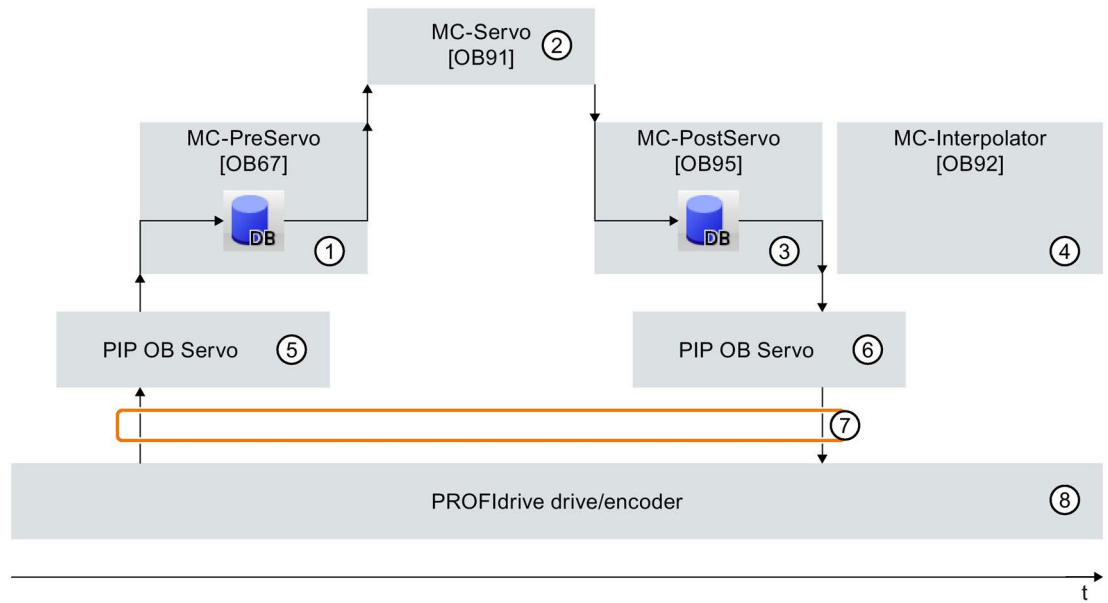 MC-Servo
[OB91]
2
MC-PreServo
[OB67]
DB
1
MC-PostServo
[OB95]
DB
3
MC-Interpolator
[OB92]
4
PIP OB Servo
5
PIP OB Servo
6
7
PROFIdrive drive/encoder
8
t